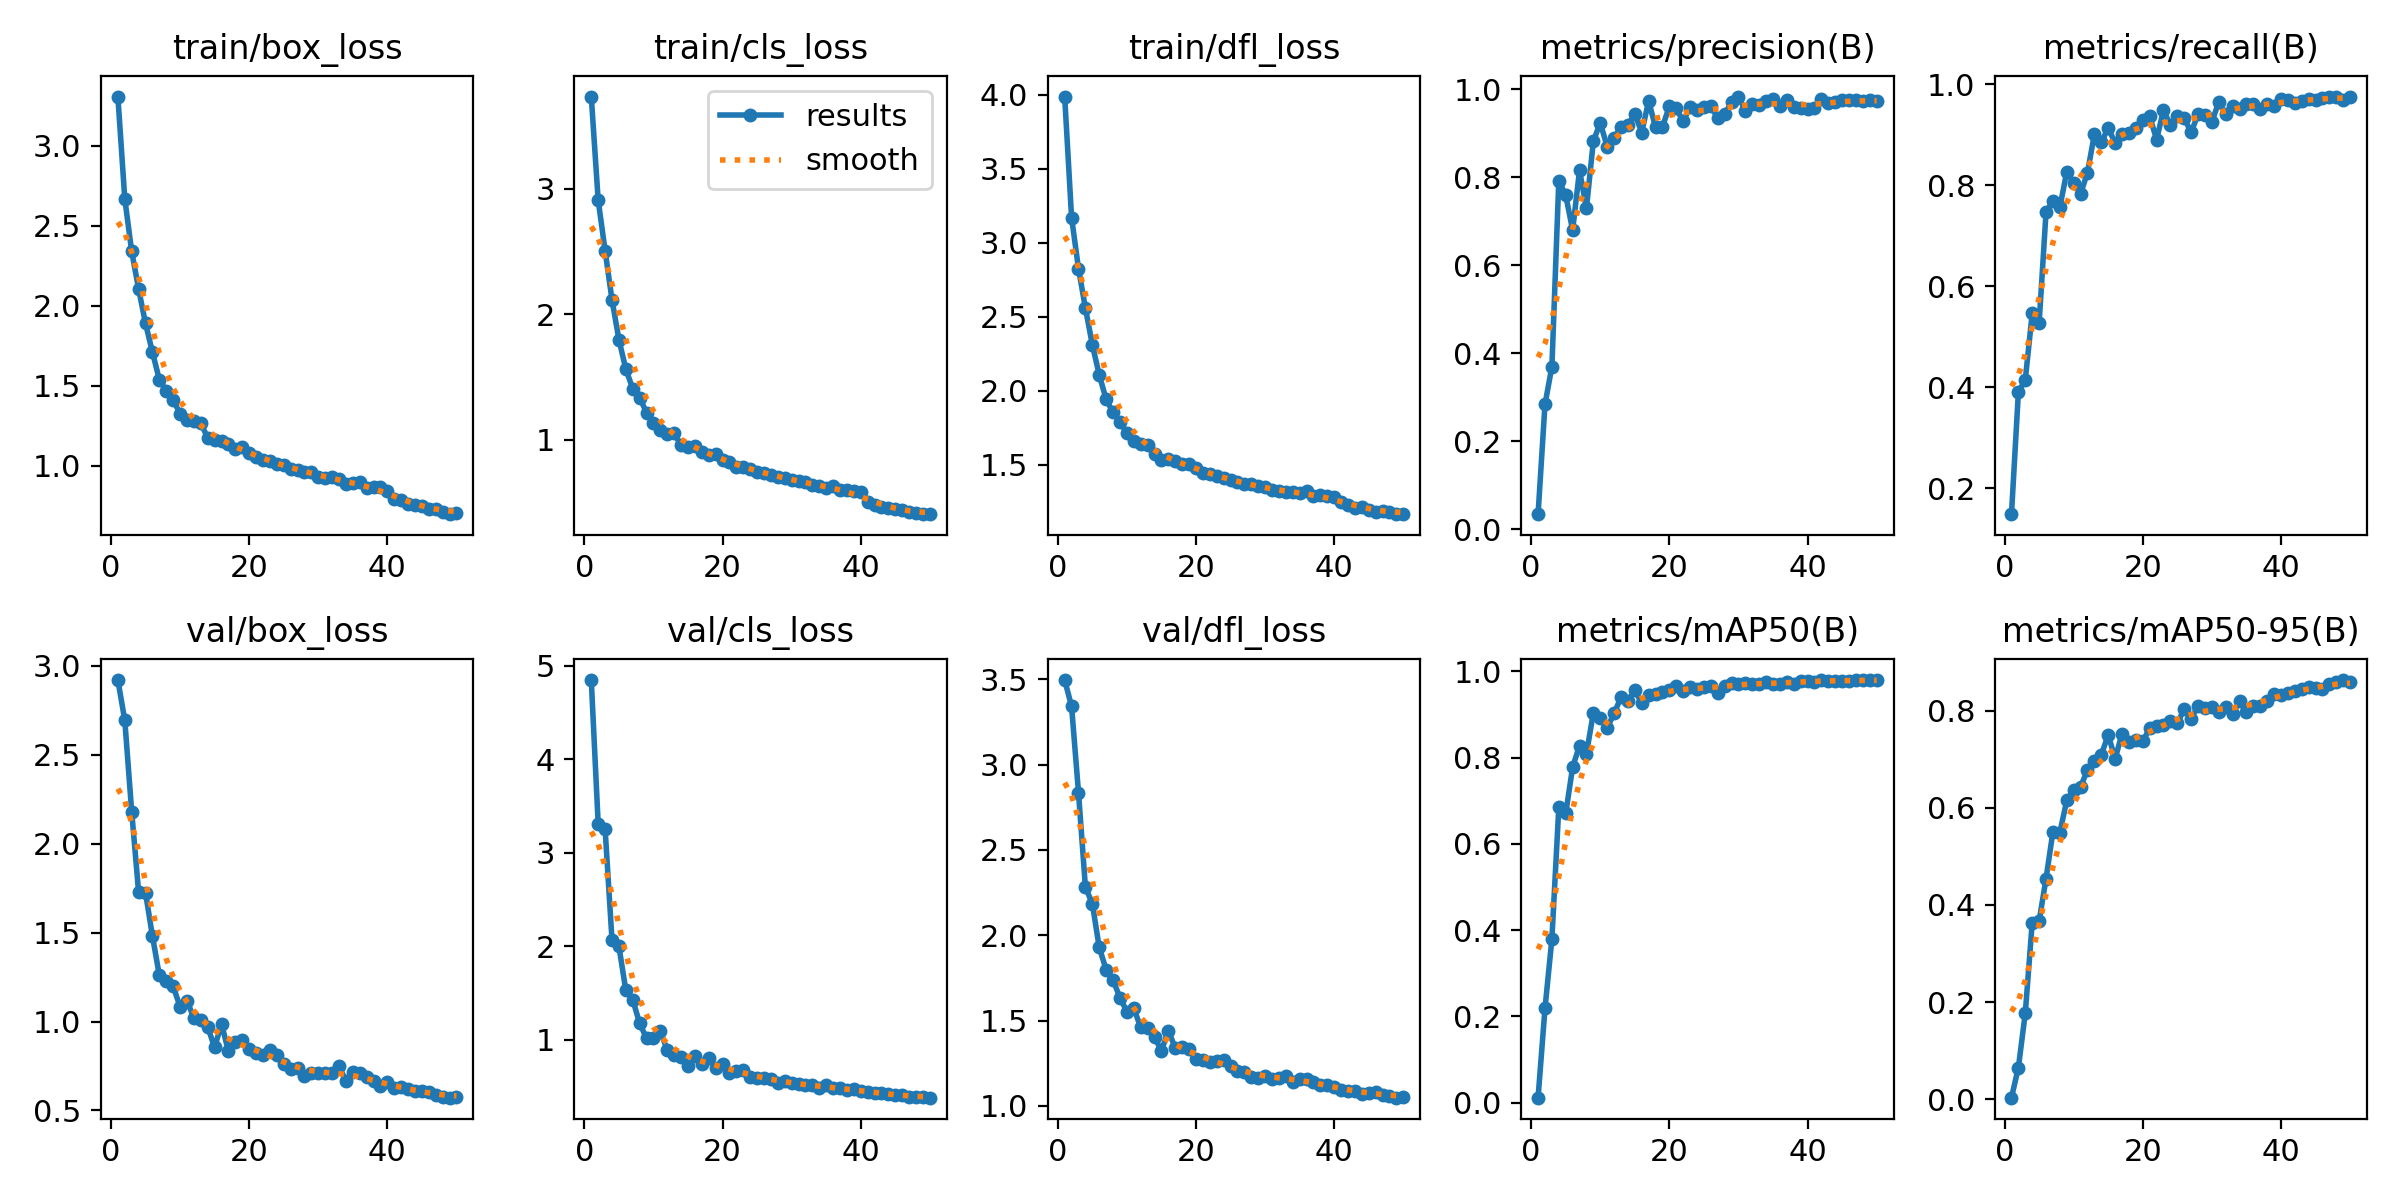 train/box_loss
3.0
2.5
2.0
1.5
1.0
0 20 40
train/cls_loss
results
smooth
3
2
1
0 20 40
train/dfl_loss
4.0
3.5
3.0
2.5
2.0
1.5
0 20 40
metrics/precision(B)
1.0
0.8
0.6
0.4
0.2
0.0
0 20 40
metrics/recall(B)
1.0
0.8
0.6
0.4
0.2
0 20 40
val/box_loss
3.0
2.5
2.0
1.5
1.0
0.5
0 20 40
val/cls_loss
5
4
3
2
1
0 20 40
val/dfl_loss
3.5
3.0
2.5
2.0
1.5
1.0
0 20 40
metrics/mAP50(B)
1.0
0.8
0.6
0.4
0.2
0.0
0 20 40
metrics/mAP50-95(B)
0.8
0.6
0.4
0.2
0.0
0 20 40